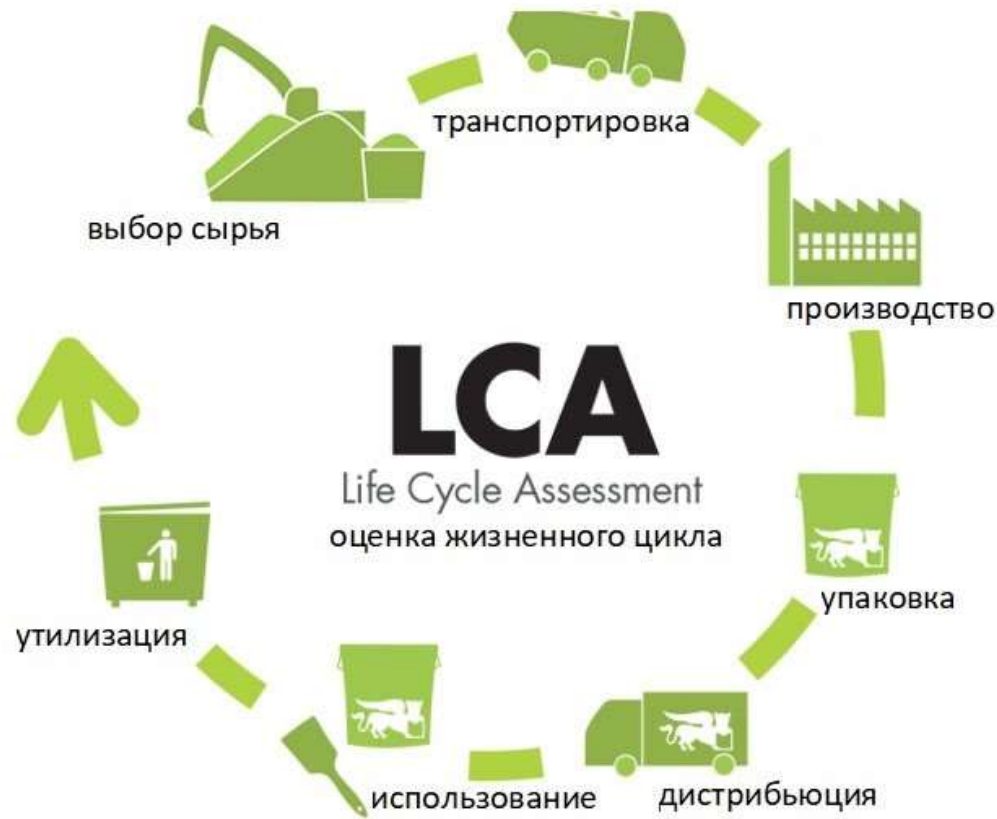 транспортировка
выбор сырья
производство
LCA
Life Cycle Assessment
оценка жизненного цикла
упаковка
утилизация
использование
дистрибьюция